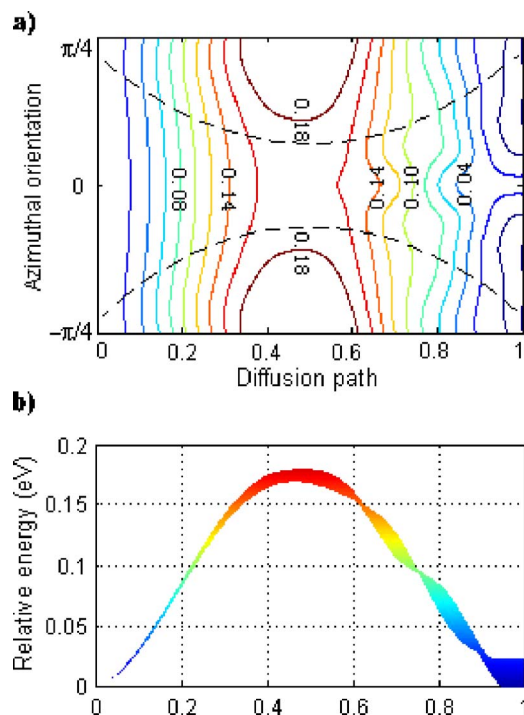 a)
π/4
0
−π/4
Azimuthal orientation
0.08
0.14
0.18
0.18
0.14
0.10
0.04
0 0.2 0.4 0.6 0.8 1
Diffusion path
b)
0.2
0.15
0.1
0.05
0
Relative energy (eV)
0 0.2 0.4 0.6 0.8 1